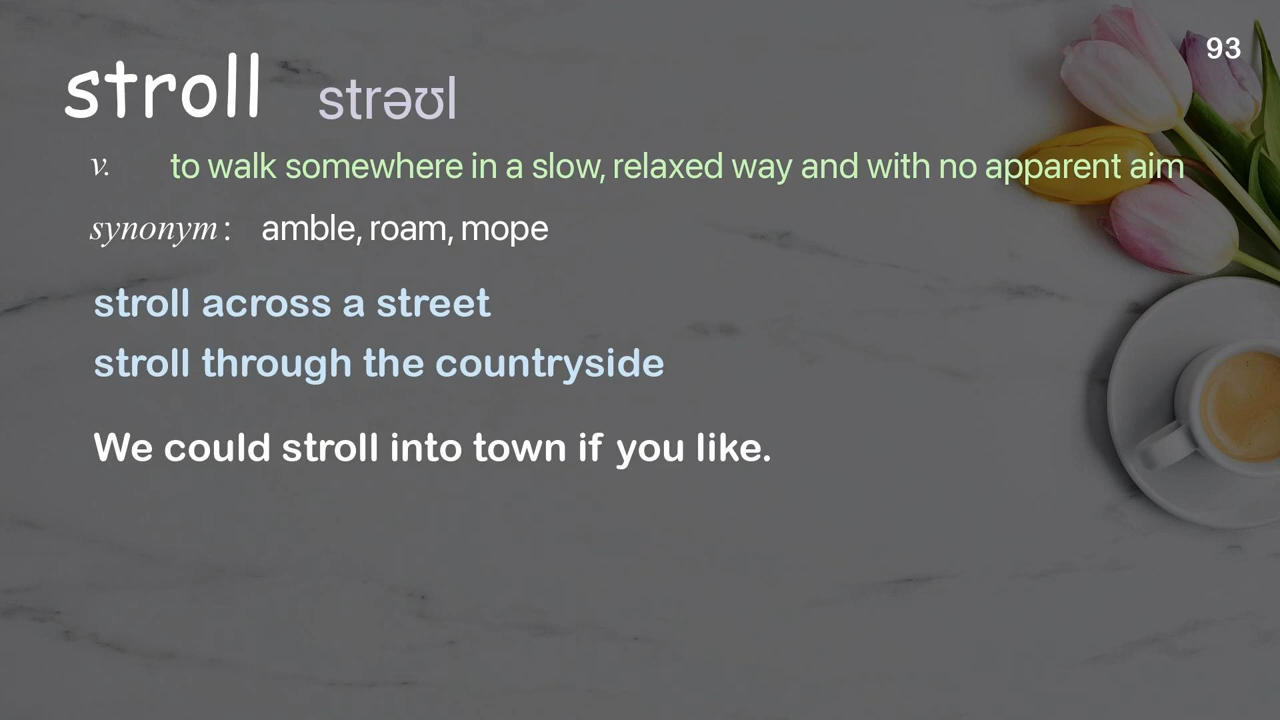 93
stroll strəʊl
v. to walk somewhere in a slow, relaxed way and with no apparent aim
synonym : amble, roam, mope
stroll across a street
stroll through the countryside
We could stroll into town if you like.